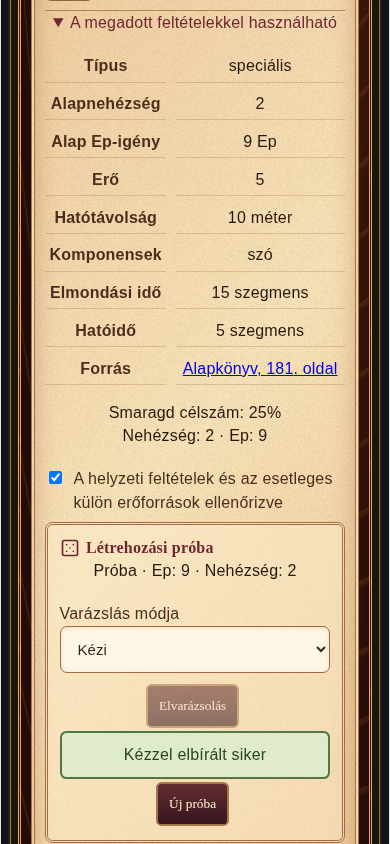 ▼ A megadott feltételekkel használható
Típus speciális
Alapnehézség 2
Alap Ep-igény 9 Ep
Erő 5
Hatótávolság 10 méter
Komponensek szó
Elmondási idő 15 szegmens
Hatóidő 5 szegmens
Forrás Alapkönyv, 181. oldal
Smaragd célszám: 25%
Nehézség: 2 · Ep: 9
A helyzeti feltételek és az esetleges
külön erőforrások ellenőrizve
Létrehozási próba
Próba · Ep: 9 · Nehézség: 2
Varázslás módja
Kézi
Elvarázsolás
Kézzel elbírált siker
Új próba